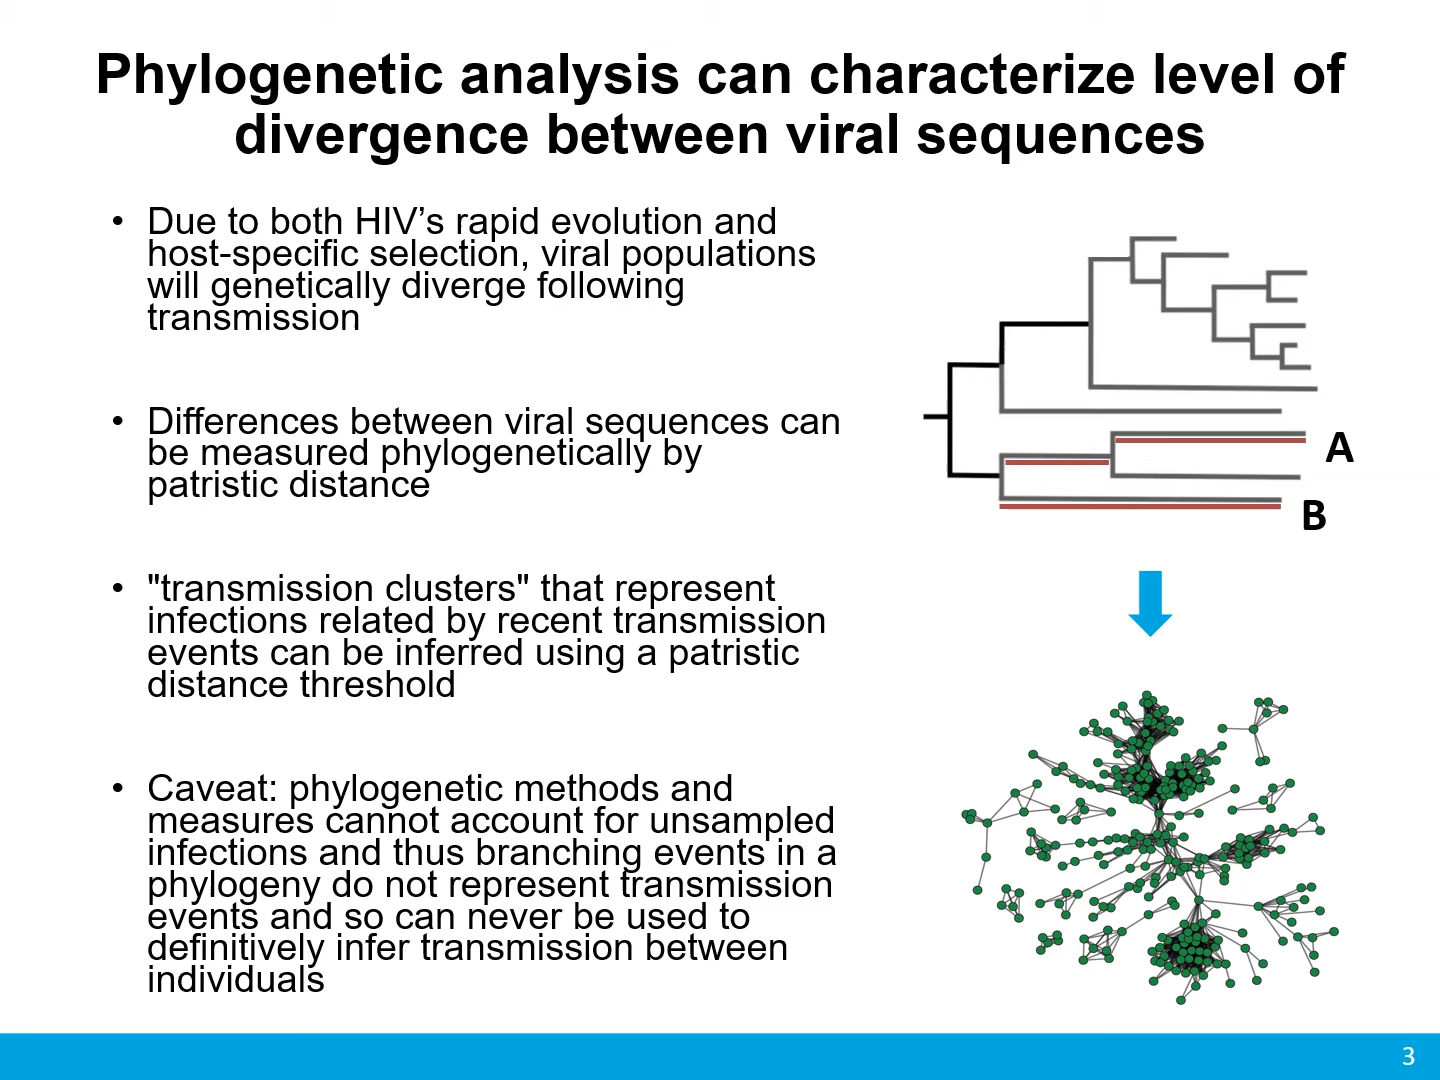 Phylogenetic analysis can characterize level of
divergence between viral sequences
• Due to both HIV’s rapid evolution and
host-specific selection, viral populations
will genetically diverge following
transmission
• Differences between viral sequences can
be measured phylogenetically by
patristic distance
• "transmission clusters" that represent
infections related by recent transmission
events can be inferred using a patristic
distance threshold
• Caveat: phylogenetic methods and
measures cannot account for unsampled
infections and thus branching events in a
phylogeny do not represent transmission
events and so can never be used to
definitively infer transmission between
individuals
A
B
3